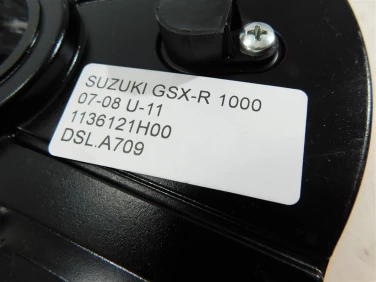 SUZUKI GSX-R 1000
07-08 U-11
1136121H00
DSL.A709